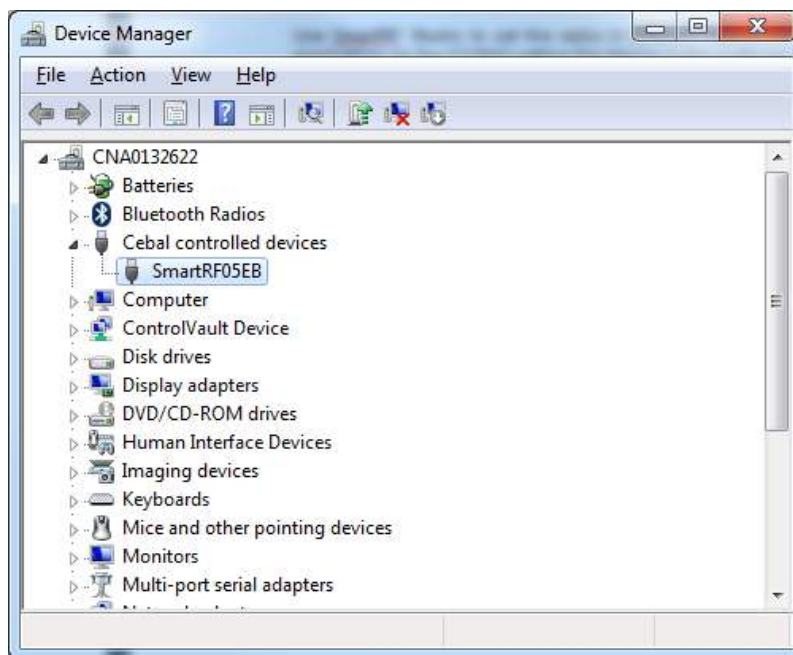 Device Manager
File Action View Help
CNA0132622
Batteries
Bluetooth Radios
Cebal controlled devices
SmartRF05EB
Computer
ControlVault Device
Disk drives
Display adapters
DVD/CD-ROM drives
Human Interface Devices
Imaging devices
Keyboards
Mice and other pointing devices
Monitors
Multi-port serial adapters